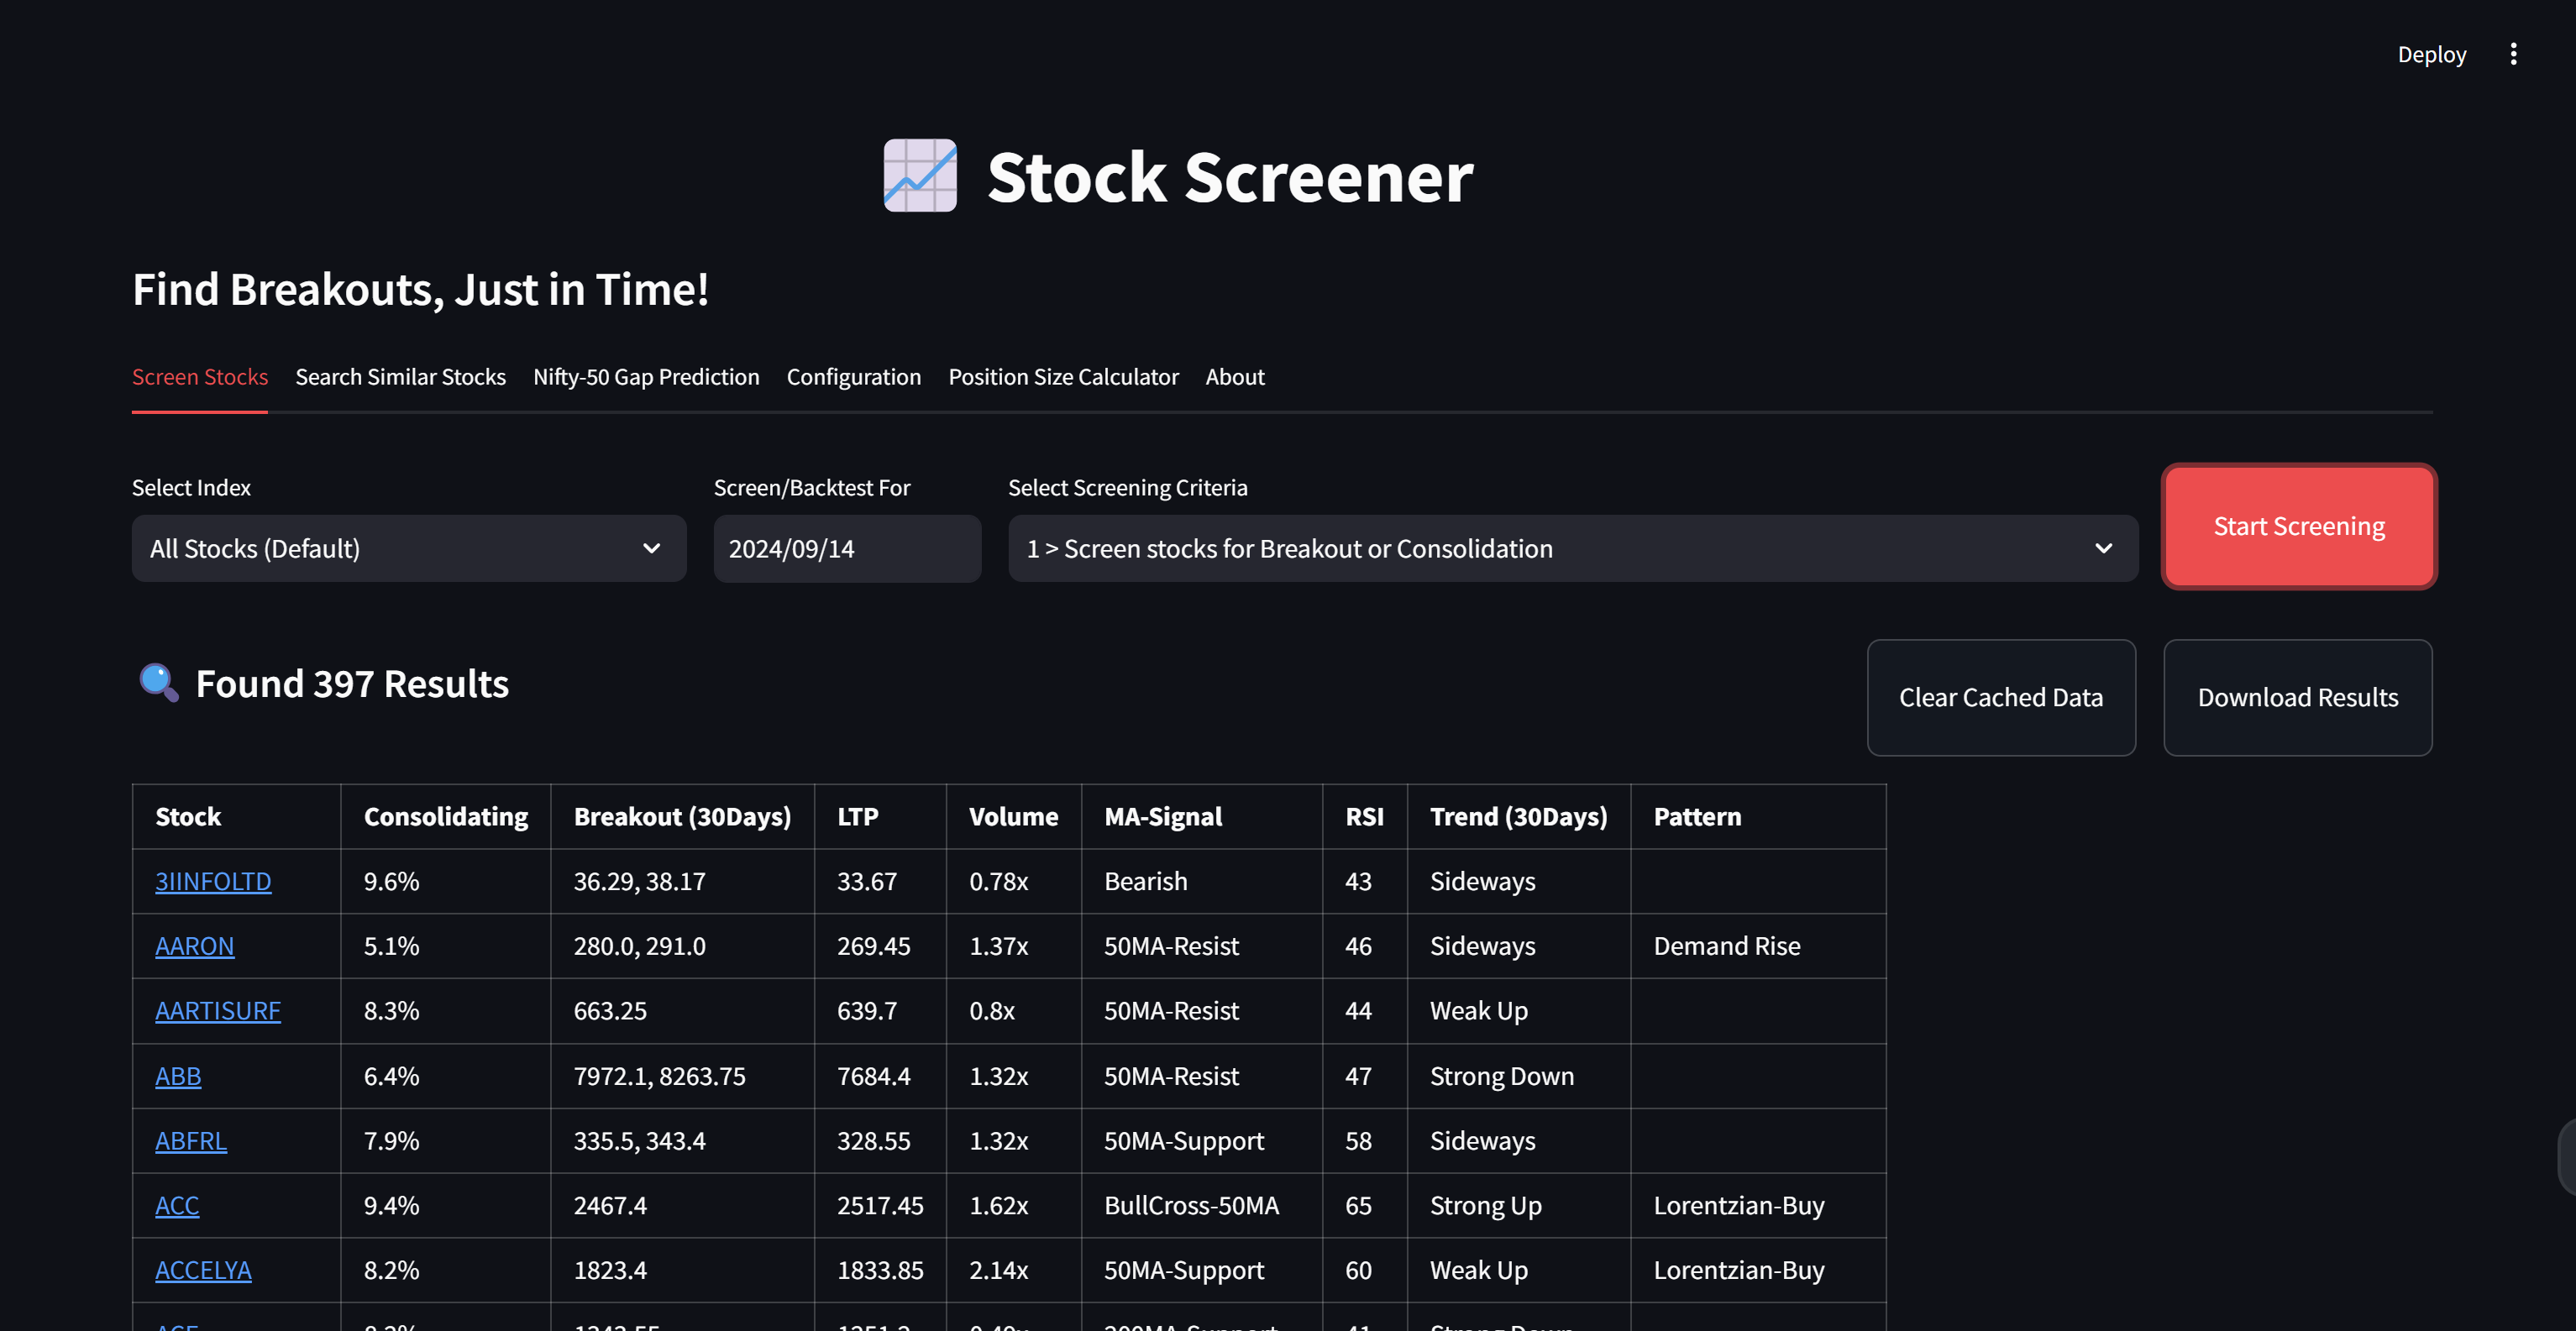 Deploy
Stock Screener
Find Breakouts, Just in Time!
Screen Stocks Search Similar Stocks Nifty-50 Gap Prediction Configuration Position Size Calculator About
Select Index Screen/Backtest For Select Screening Criteria
All Stocks (Default) 2024/09/14 1 > Screen stocks for Breakout or Consolidation Start Screening
Found 397 Results Clear Cached Data Download Results
Stock Consolidating Breakout (30Days) LTP Volume MA-Signal RSI Trend (30Days) Pattern
3IINFOLTD 9.6% 36.29, 38.17 33.67 0.78x Bearish 43 Sideways
AARON 5.1% 280.0, 291.0 269.45 1.37x 50MA-Resist 46 Sideways Demand Rise
AARTISURF 8.3% 663.25 639.7 0.8x 50MA-Resist 44 Weak Up
ABB 6.4% 7972.1, 8263.75 7684.4 1.32x 50MA-Resist 47 Strong Down
ABFRL 7.9% 335.5, 343.4 328.55 1.32x 50MA-Support 58 Sideways
ACC 9.4% 2467.4 2517.45 1.62x BullCross-50MA 65 Strong Up Lorentzian-Buy
ACCELYA 8.2% 1823.4 1833.85 2.14x 50MA-Support 60 Weak Up Lorentzian-Buy